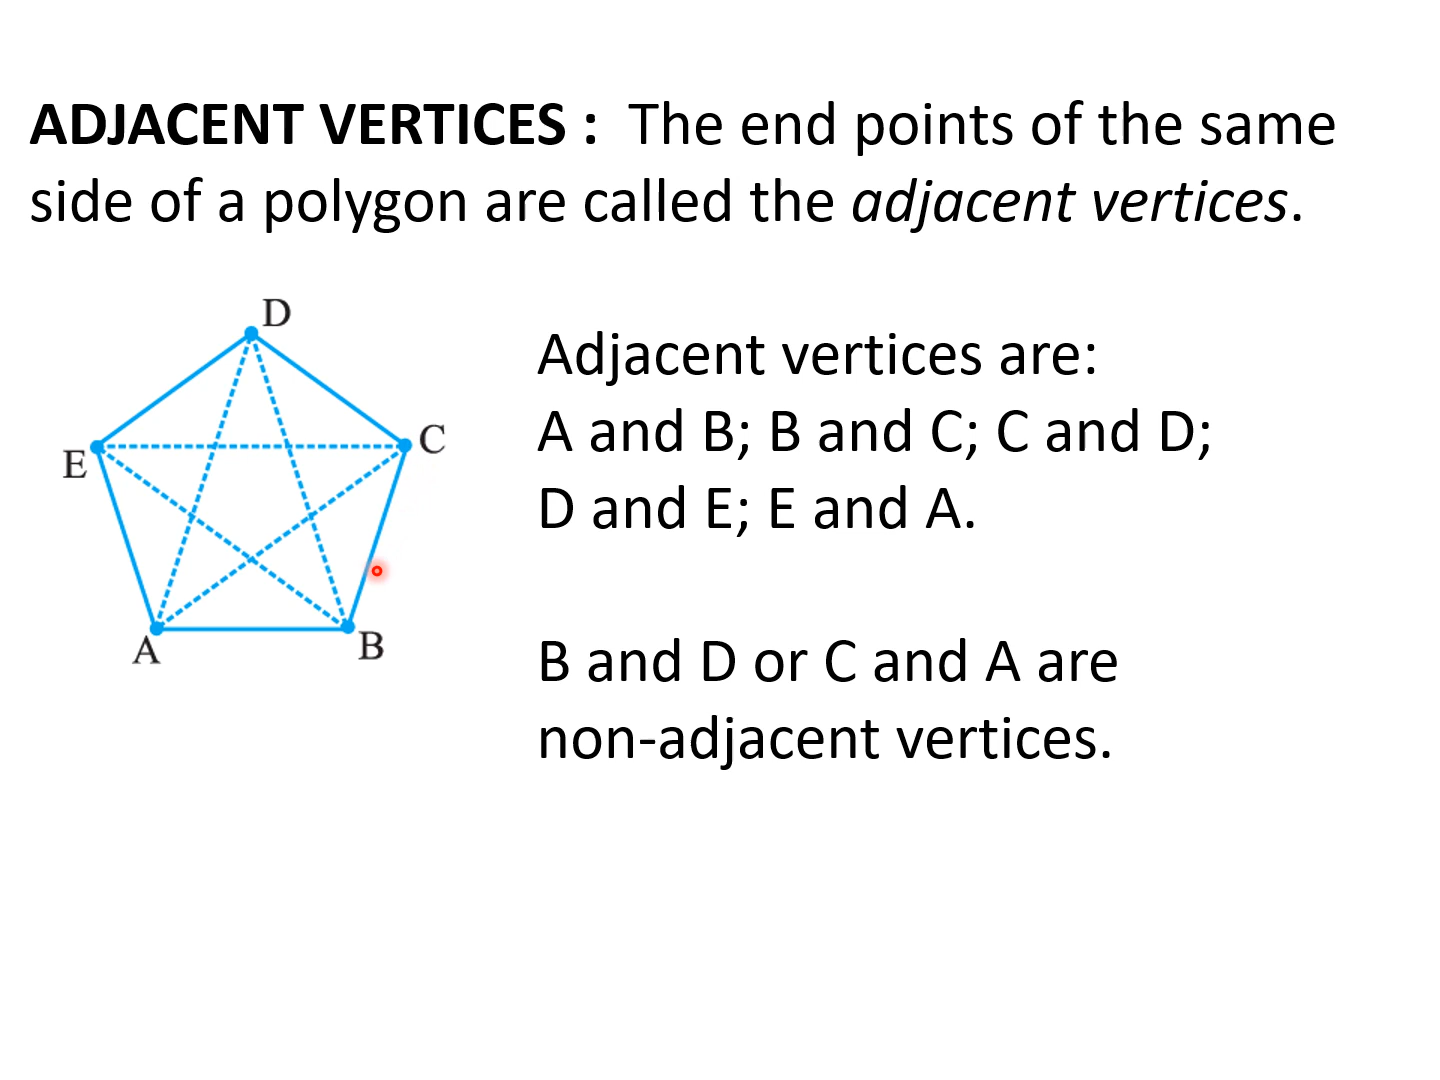 ADJACENT VERTICES :  The end points of the same
side of a polygon are called the adjacent vertices.
D
C
E
A
B
Adjacent vertices are:
A and B; B and C; C and D;
D and E; E and A.
B and D or C and A are
non-adjacent vertices.